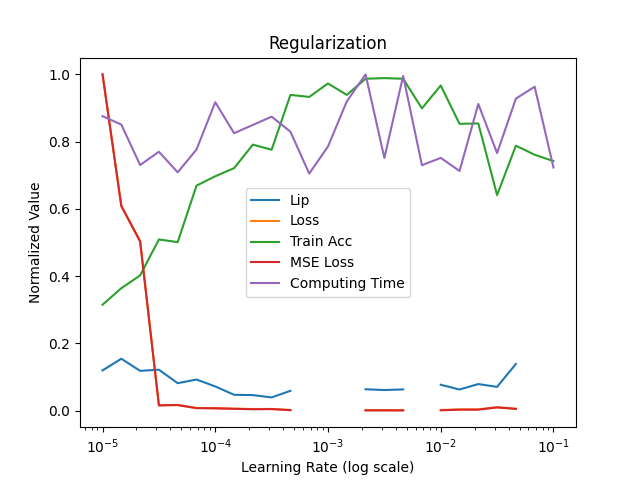 Regularization
Normalized Value
1.0
0.8
0.6
0.4
0.2
0.0
Lip
Loss
Train Acc
MSE Loss
Computing Time
10⁻⁵ 10⁻⁴ 10⁻³ 10⁻² 10⁻¹
Learning Rate (log scale)